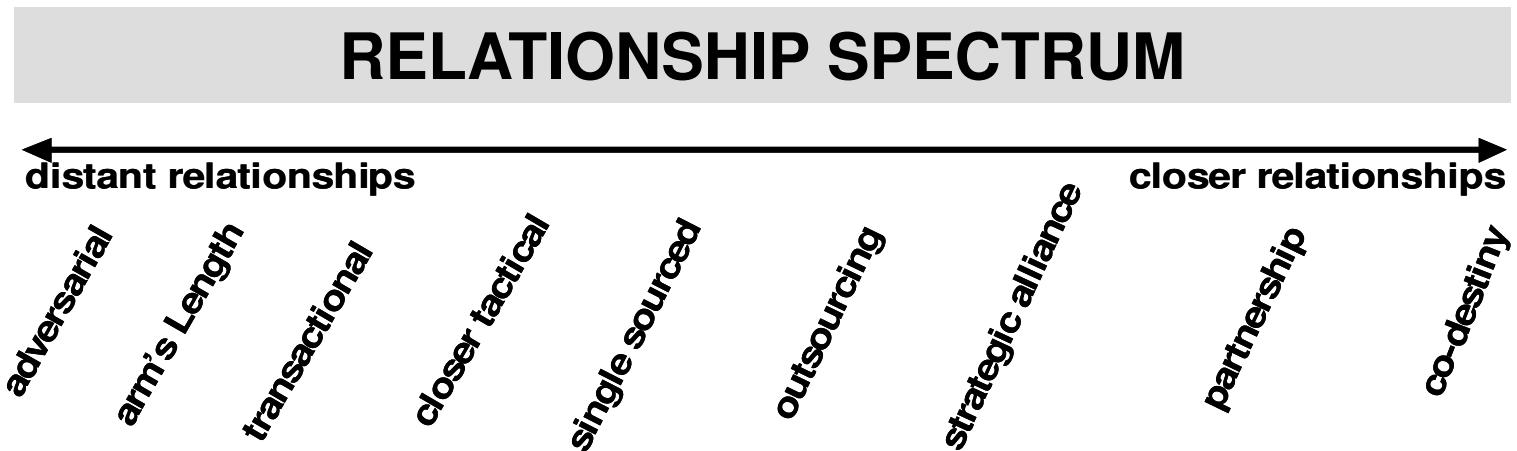 RELATIONSHIP SPECTRUM
distant relationships
closer relationships
adversarial
arm's Length
transactional
closer tactical
single sourced
outsourcing
strategic alliance
partnership
co-destiny